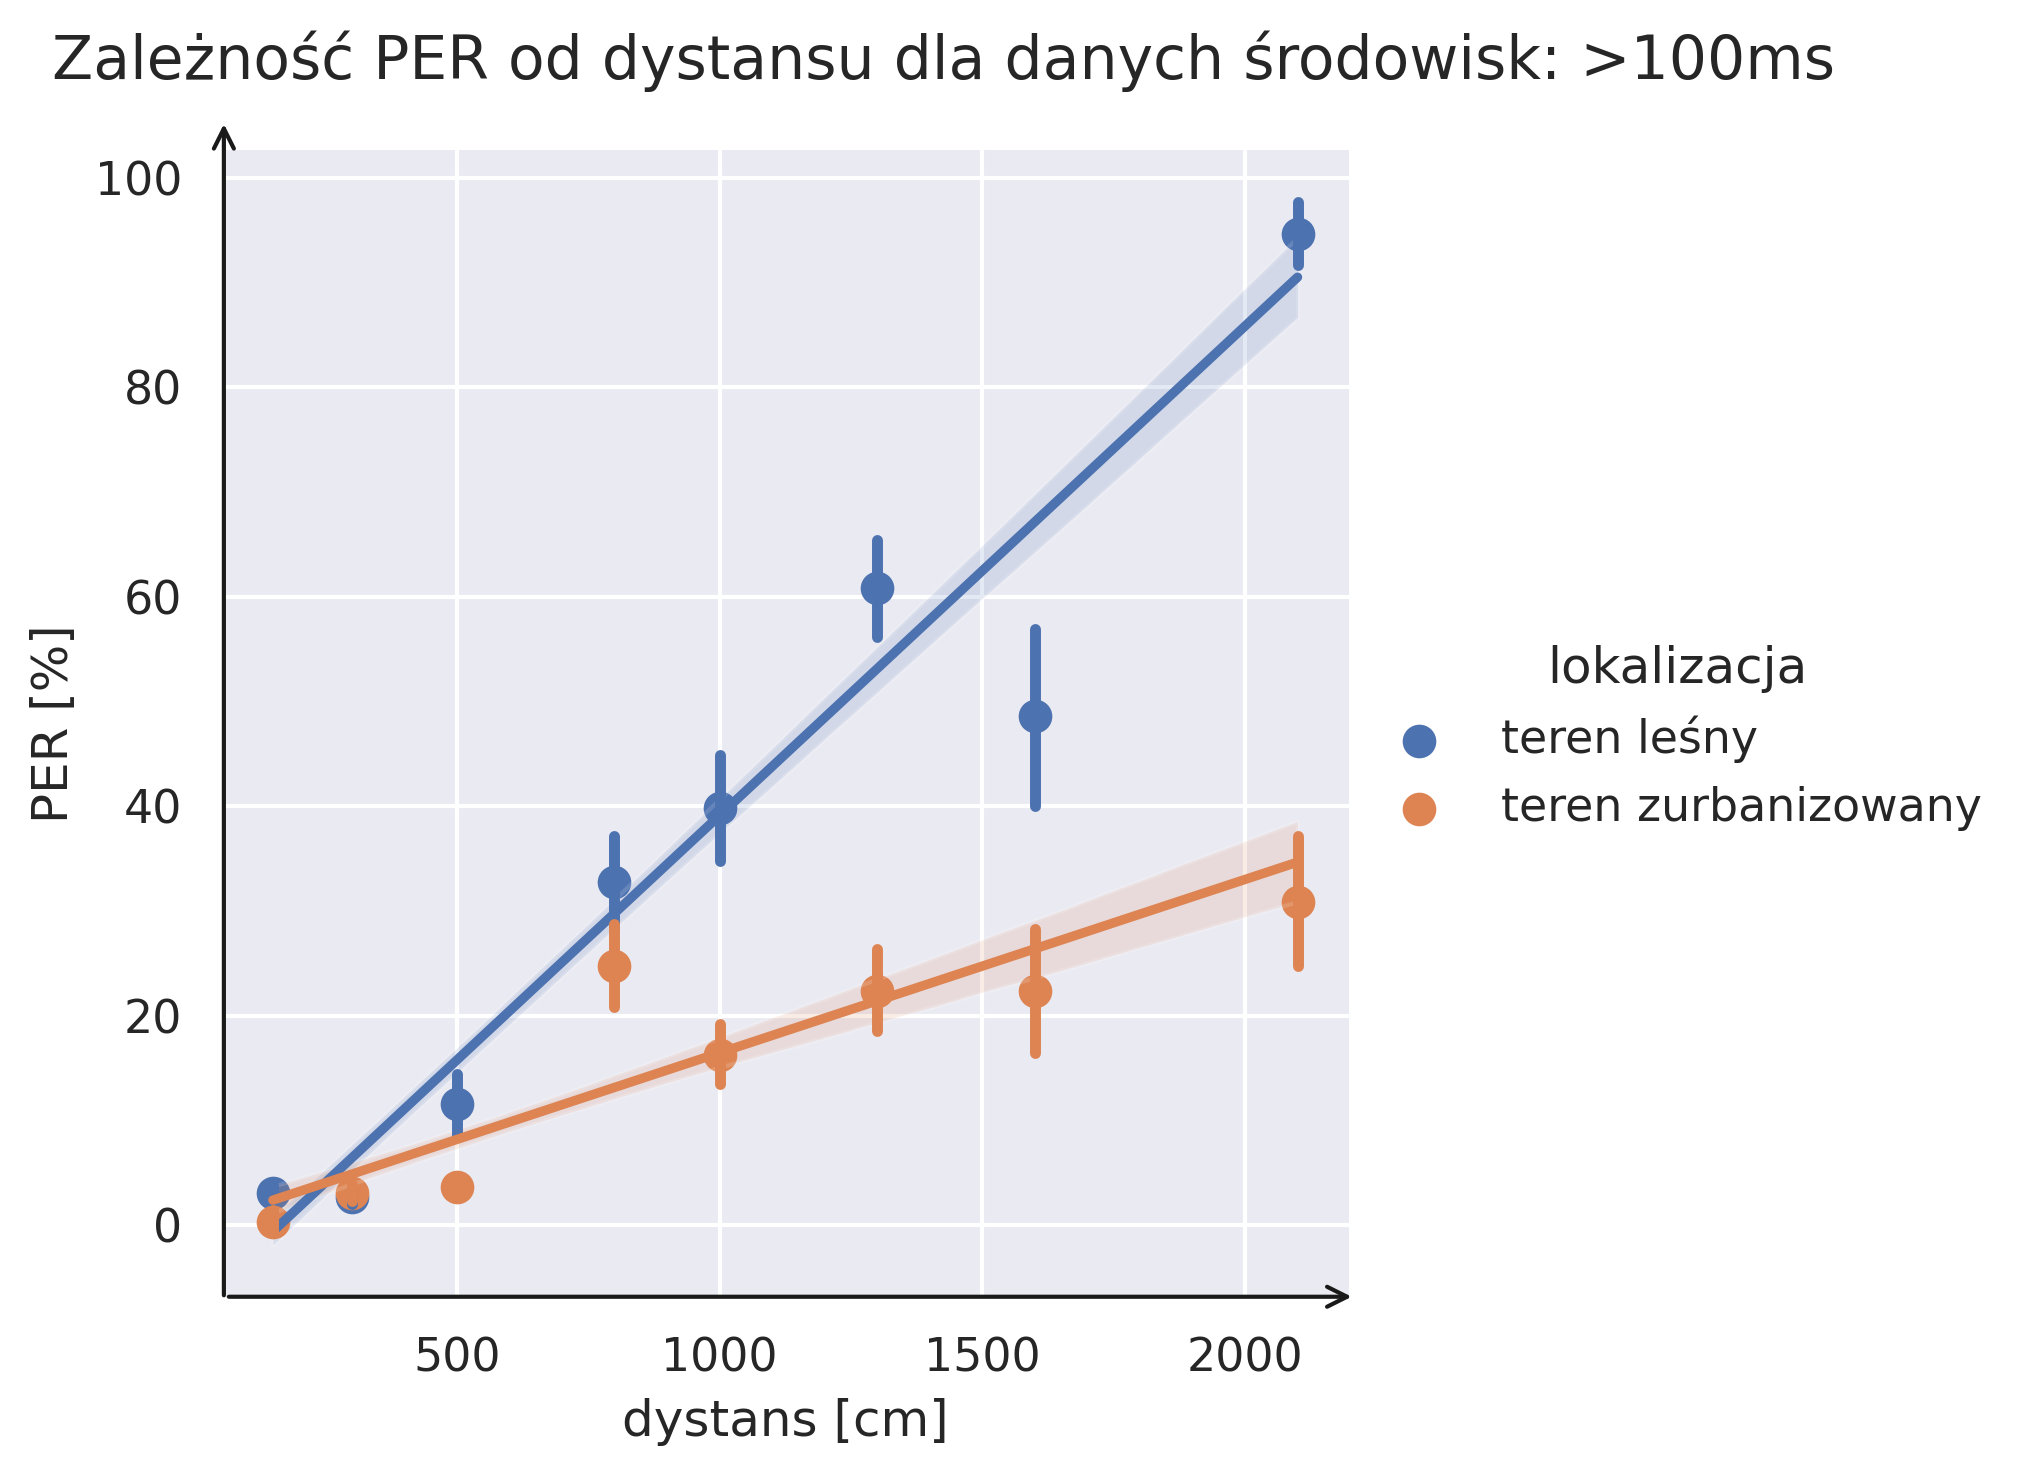 Zależność PER od dystansu dla danych środowisk: >100ms
100
80
60
40
20
0
PER [%]
500 1000 1500 2000
dystans [cm]
lokalizacja
teren leśny
teren zurbanizowany